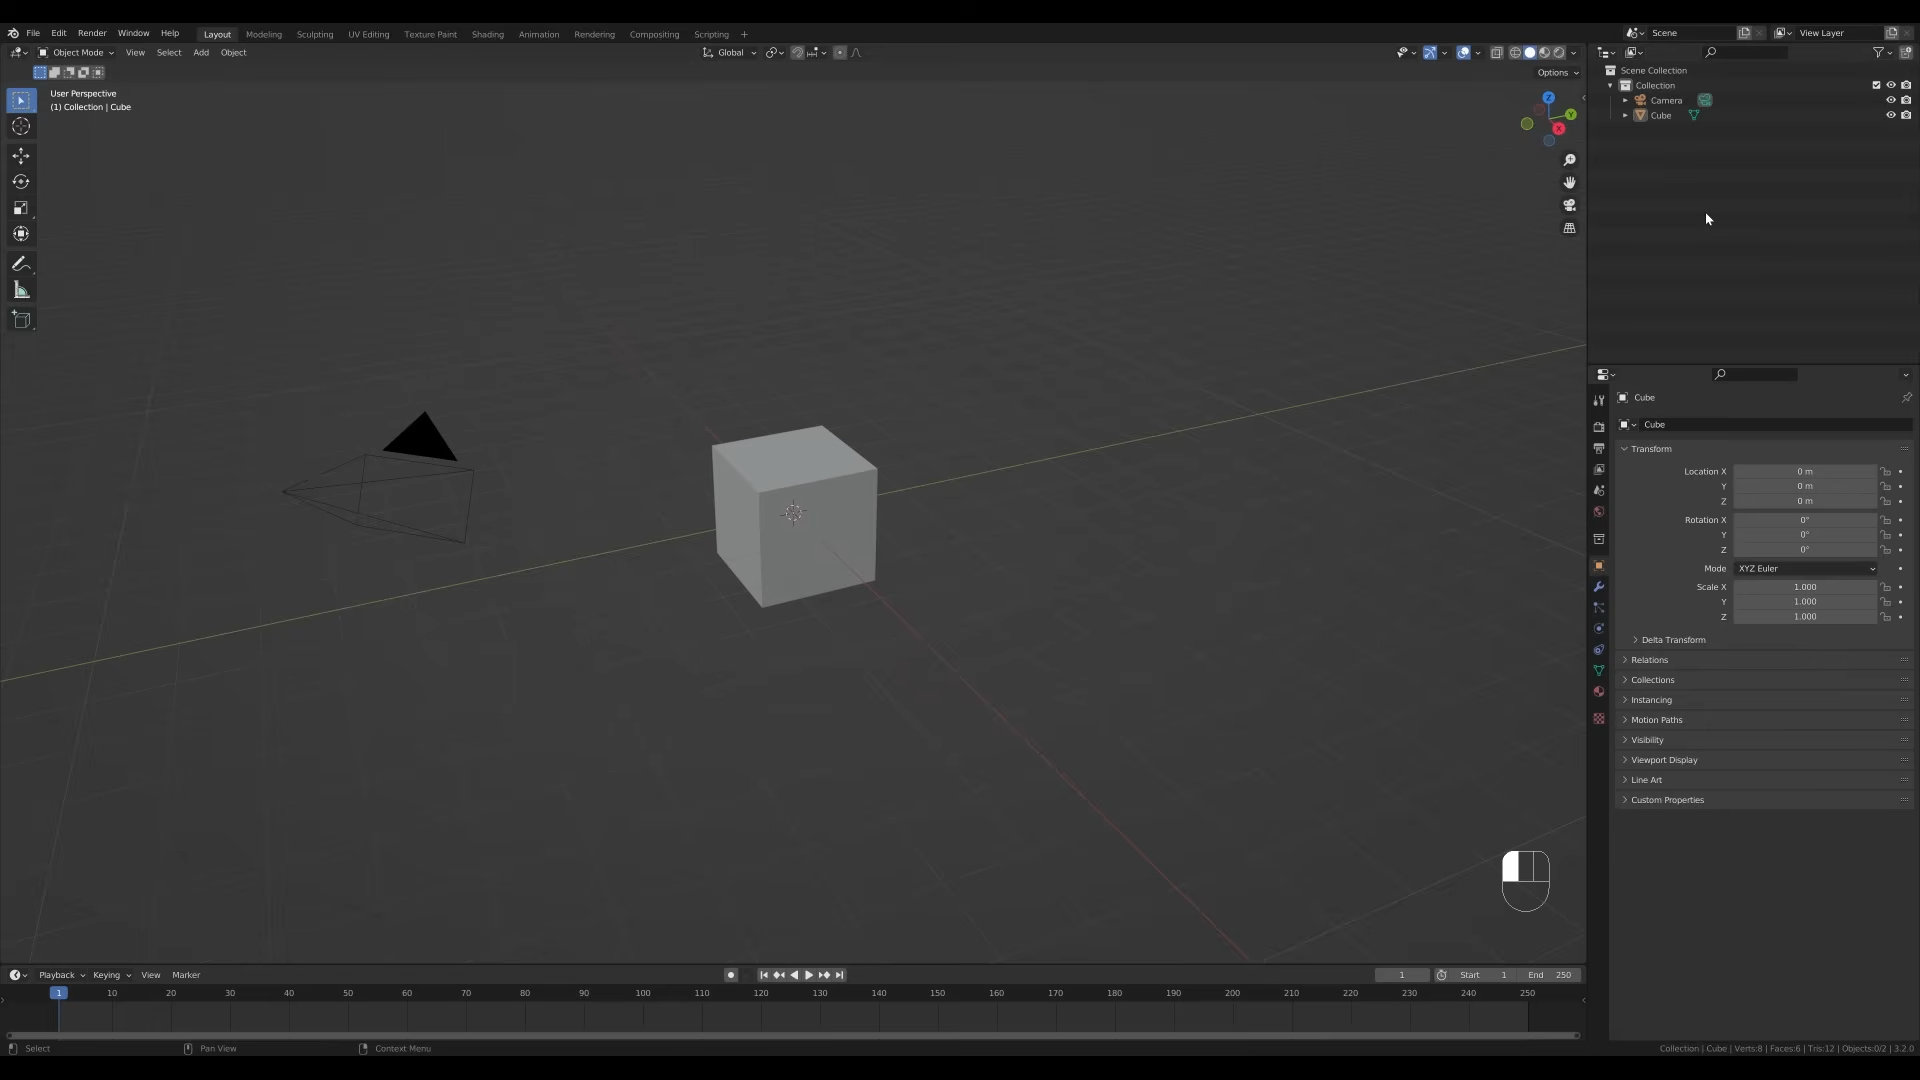 File Edit Render Window Help Layout Modeling Sculpting UV Editing Texture Paint Shading Animation Rendering Compositing Scripting + Scene View Layer
Object Mode View Select Add Object Global
Options
User Perspective
(1) Collection | Cube
Z
Y
X
Scene Collection
Collection
Camera
Cube
Cube
Cube
Transform
Location X 0 m
Y 0 m
Z 0 m
Rotation X 0°
Y 0°
Z 0°
Mode XYZ Euler
Scale X 1.000
Y 1.000
Z 1.000
Delta Transform
Relations
Collections
Instancing
Motion Paths
Visibility
Viewport Display
Line Art
Custom Properties
Playback Keying View Marker 1 Start 1 End 250
1 10 20 30 40 50 60 70 80 90 100 110 120 130 140 150 160 170 180 190 200 210 220 230 240 250
Select Pan View Context Menu Collection | Cube | Verts:8 | Faces:6 | Tris:12 | Objects:0/2 | 3.2.0